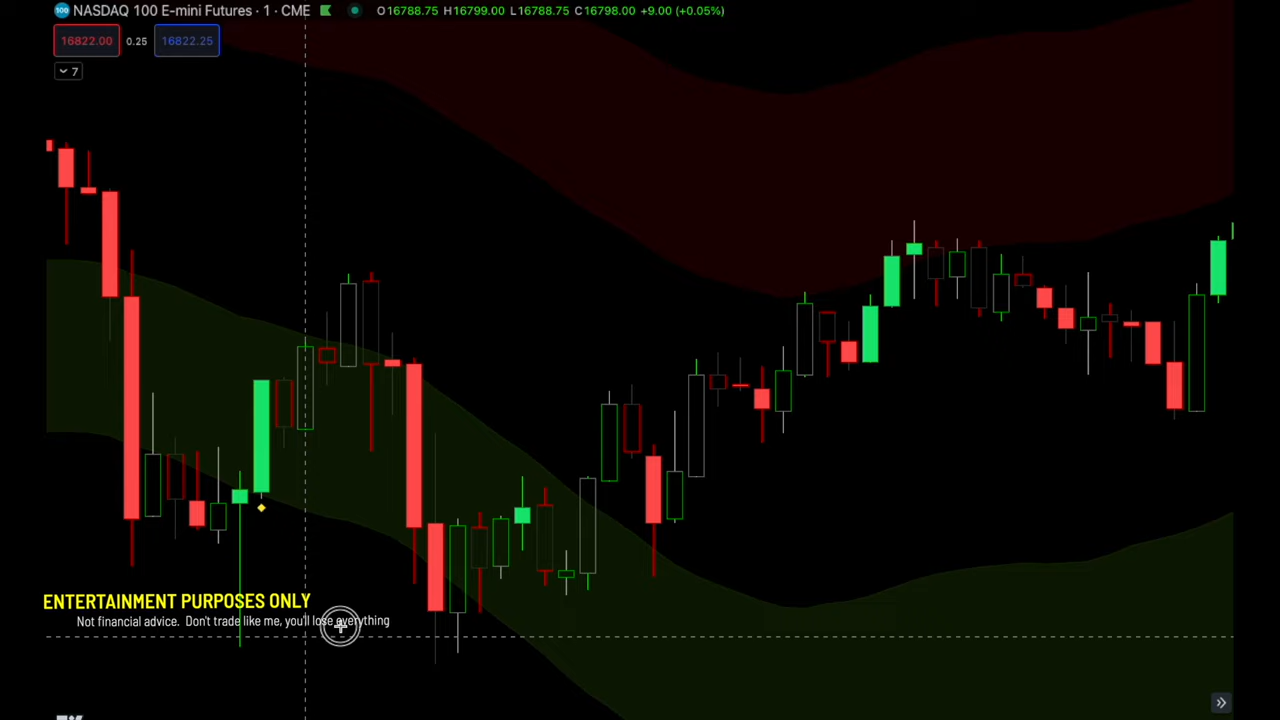 100 NASDAQ 100 E-mini Futures · 1 · CME O16788.75 H16799.00 L16788.75 C16798.00 +9.00 (+0.05%)
16822.00 0.25 16822.25
7
ENTERTAINMENT PURPOSES ONLY
Not financial advice. Don't trade like me, you'll lose everything